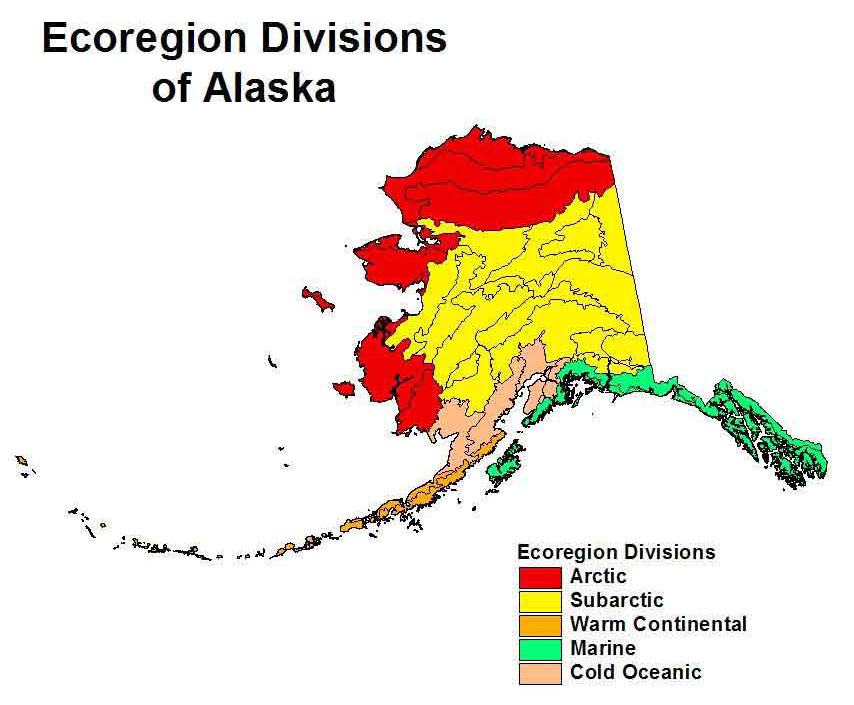 Ecoregion Divisions
of Alaska
Ecoregion Divisions
Arctic
Subarctic
Warm Continental
Marine
Cold Oceanic